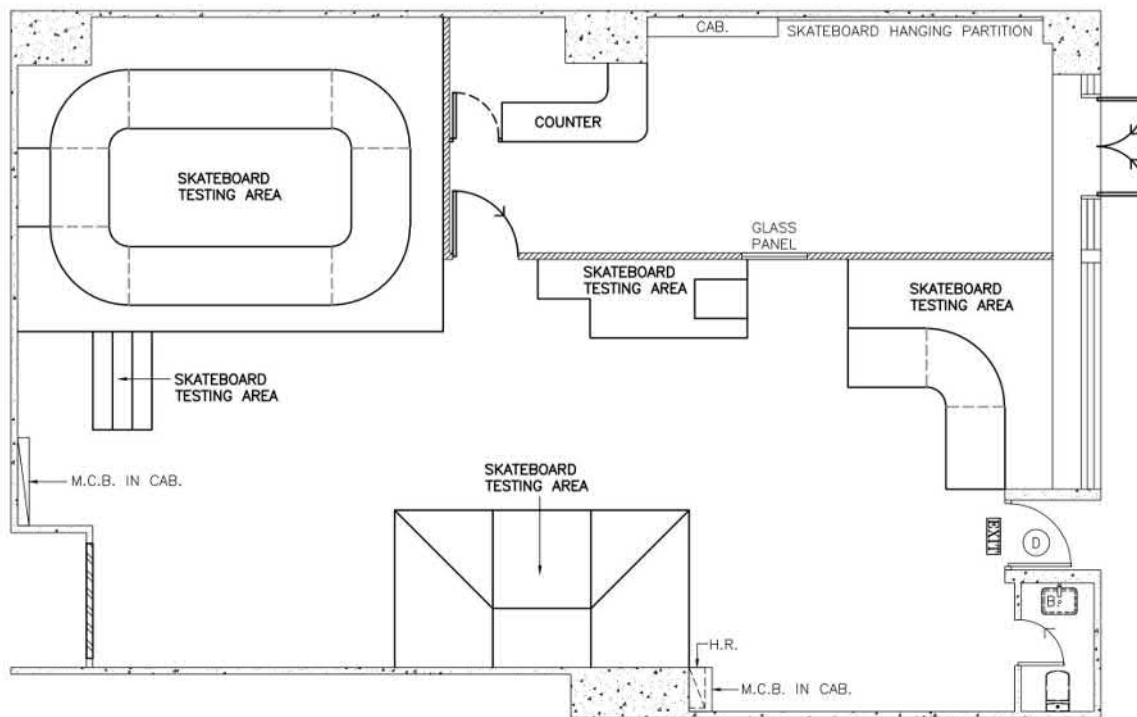 CAB.
SKATEBOARD HANGING PARTITION
COUNTER
SKATEBOARD
TESTING AREA
GLASS
PANEL
SKATEBOARD
TESTING AREA
SKATEBOARD
TESTING AREA
SKATEBOARD
TESTING AREA
M.C.B. IN CAB.
SKATEBOARD
TESTING AREA
EXIT
D
B.
H.R.
M.C.B. IN CAB.